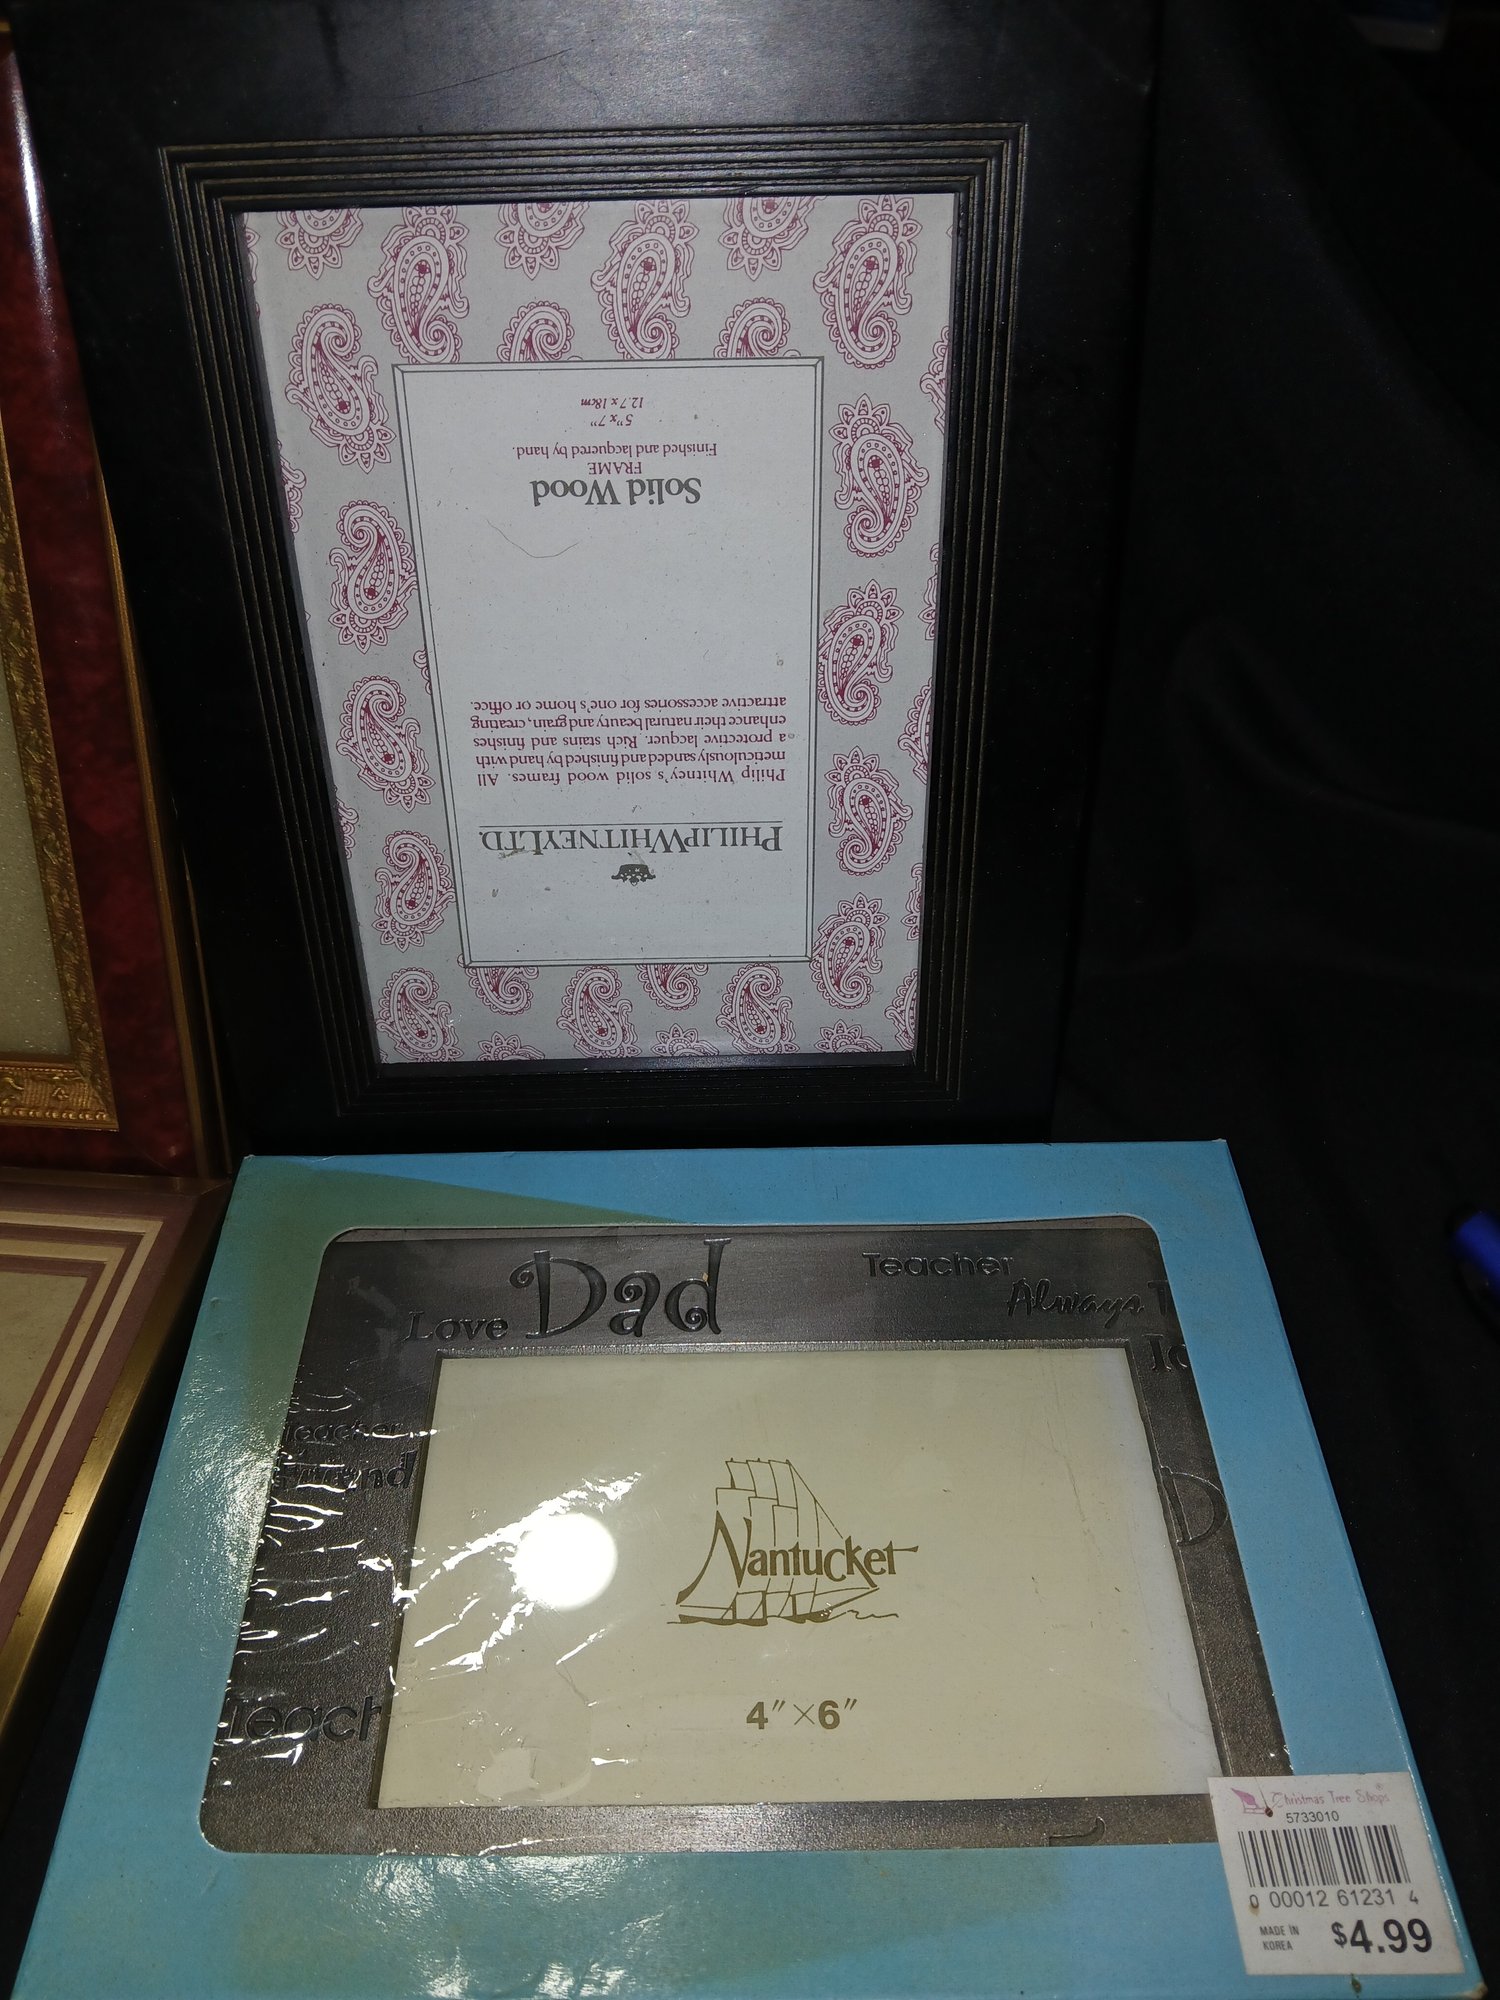 PHILIP WHITNEY LTD.
Philip Whitney's solid wood frames. All
meticulously sanded and finished by hand with
a protective lacquer. Rich stains and finishes
enhance their natural beauty and grain, creating
attractive accessories for one's home or office.
Solid Wood
FRAME
Finished and lacquered by hand.
5" x 7"
12.7 x 18cm
Love Dad Teacher
Always
Teacher
Friend
Teach
D
Nantucket
4" × 6"
Christmas Tree Shops®
5733010
0 00012 61231 4
MADE IN
KOREA
$4.99